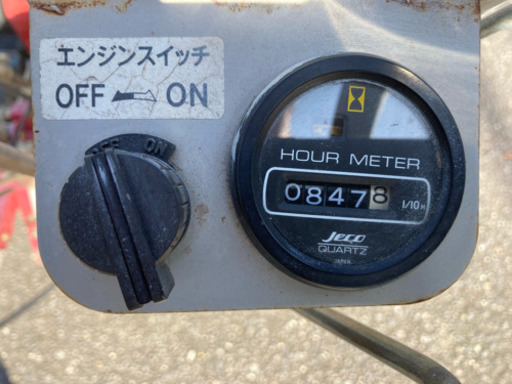 エンジンスイッチ
OFF ON
OFF ON
HOUR METER
08478 1/10H
Jeco
QUARTZ
JAPAN